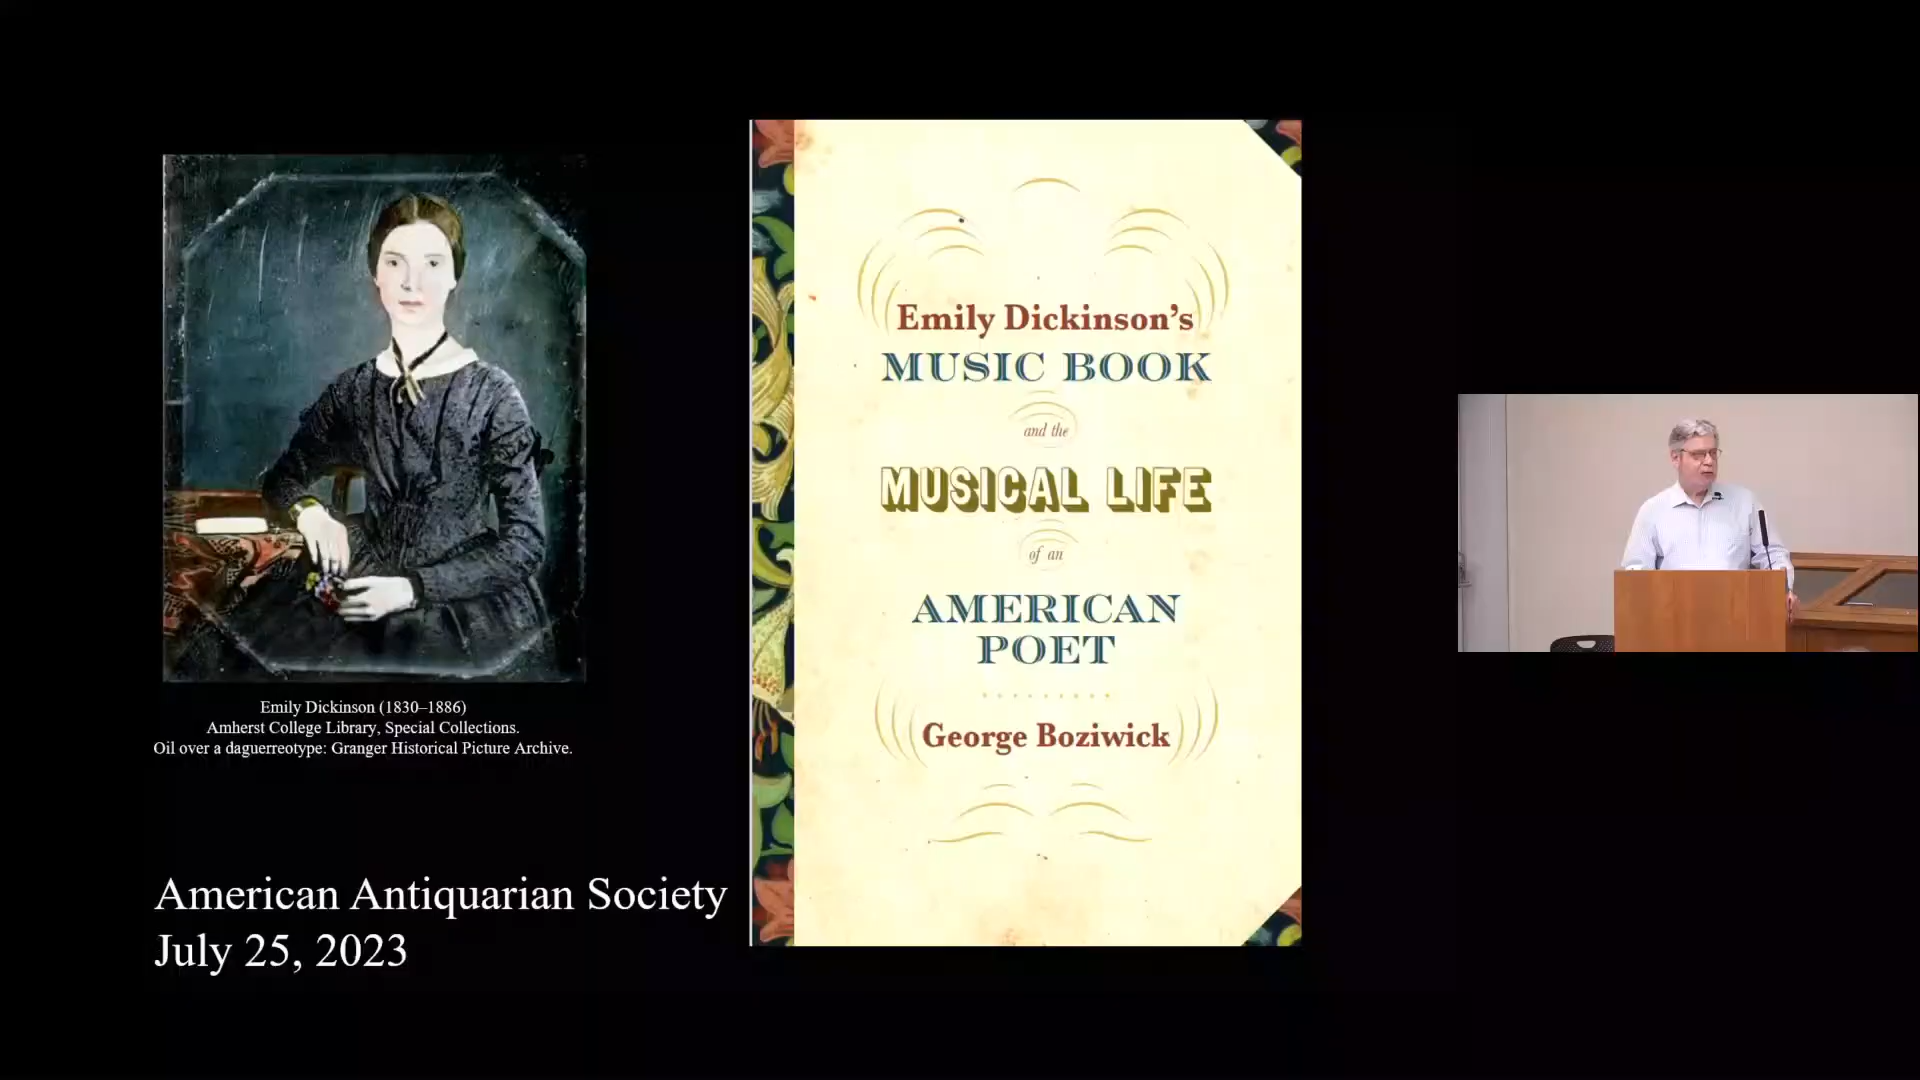 Emily Dickinson (1830–1886)
Amherst College Library, Special Collections.
Oil over a daguerreotype: Granger Historical Picture Archive.
American Antiquarian Society
July 25, 2023
Emily Dickinson's
MUSIC BOOK
and the
MUSICAL LIFE
of an
AMERICAN
POET
George Boziwick